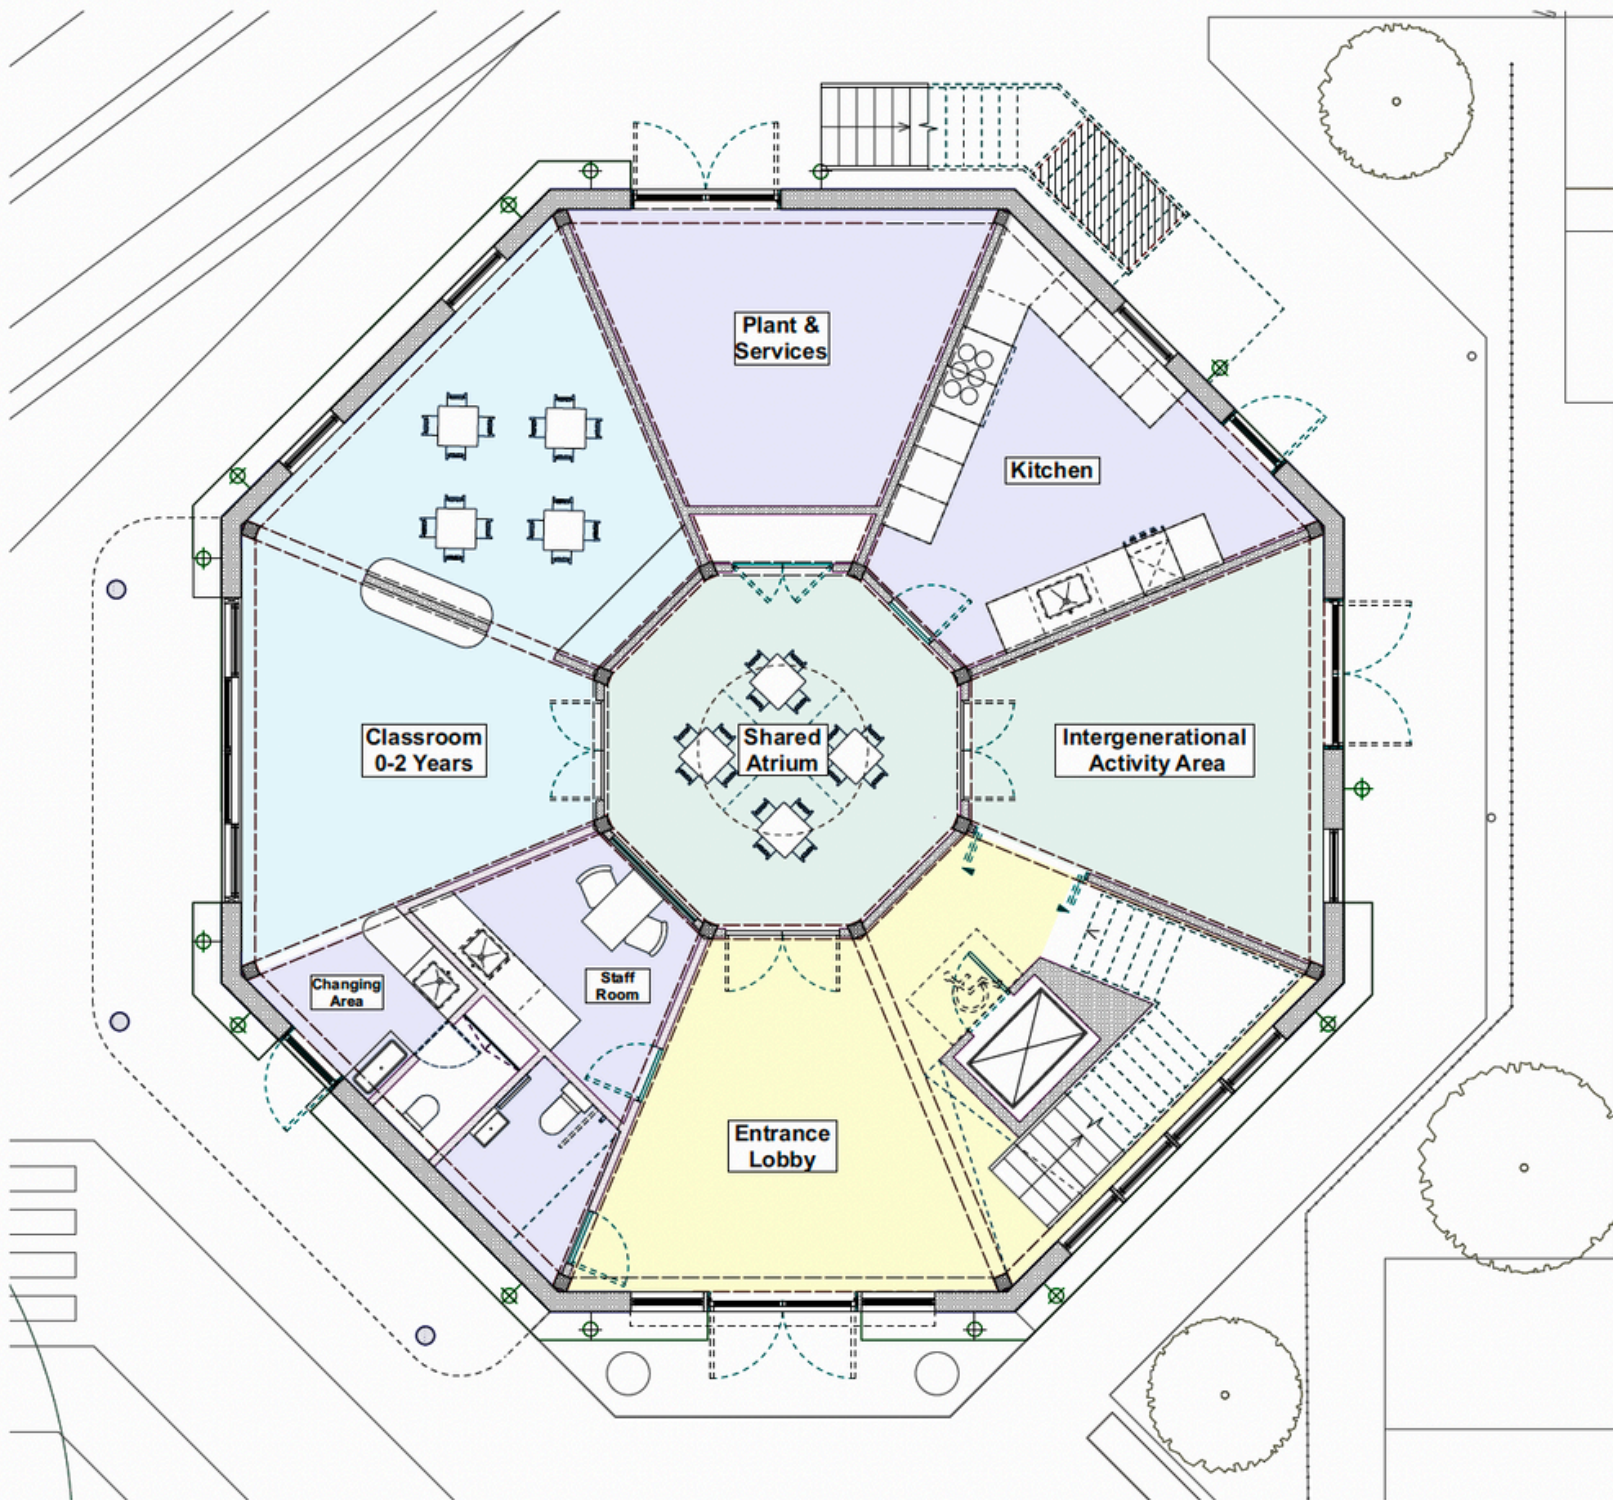 Plant &
Services
Kitchen
Classroom
0-2 Years
Shared
Atrium
Intergenerational
Activity Area
Changing
Area
Staff
Room
Entrance
Lobby